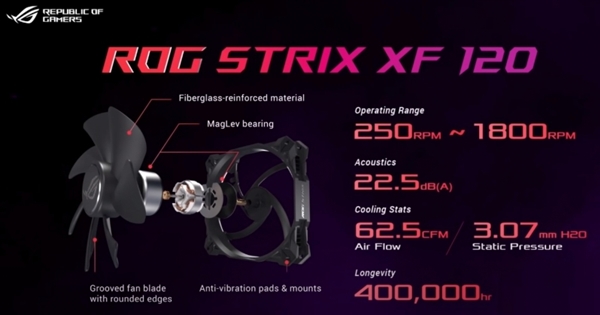 REPUBLIC OF
GAMERS
ROG STRIX XF 120
Fiberglass-reinforced material
MagLev bearing
Grooved fan blade
with rounded edges
Anti-vibration pads & mounts
Operating Range
250RPM ~ 1800RPM
Acoustics
22.5dB(A)
Cooling Stats
62.5CFM / 3.07mm H2O
Air Flow Static Pressure
Longevity
400,000hr